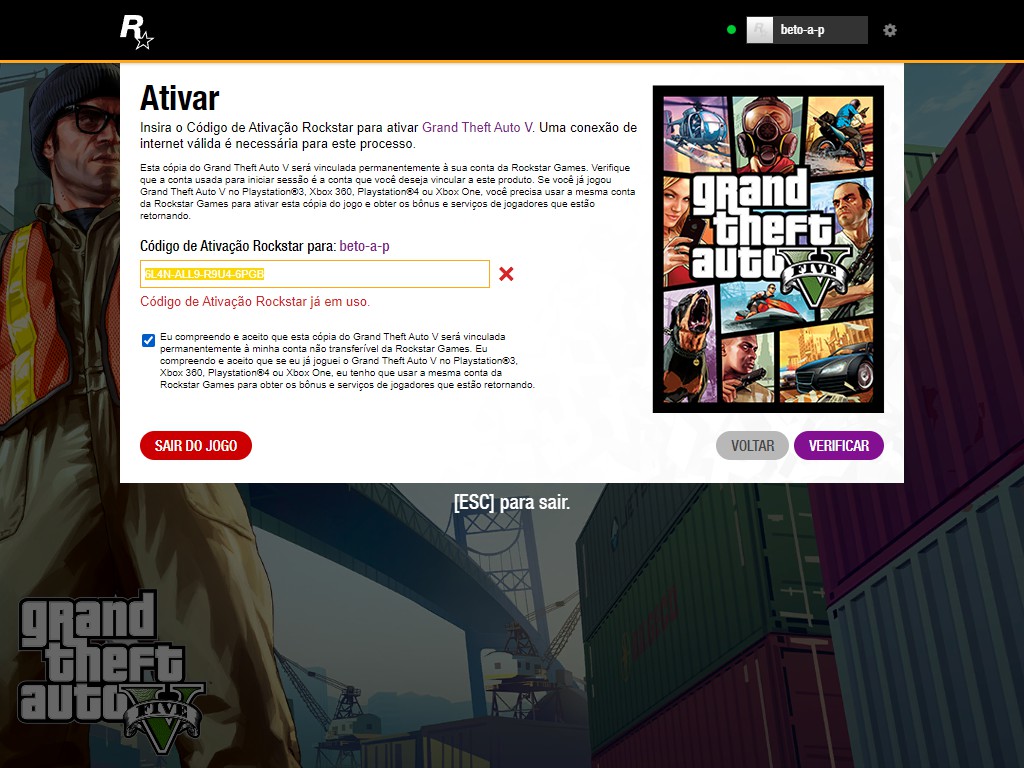 R
beto-a-p
Ativar
Insira o Código de Ativação Rockstar para ativar Grand Theft Auto V. Uma conexão de
internet válida é necessária para este processo.
Esta cópia do Grand Theft Auto V será vinculada permanentemente à sua conta da Rockstar Games. Verifique
que a conta usada para iniciar sessão é a conta que você deseja vincular a este produto. Se você já jogou
Grand Theft Auto V no Playstation®3, Xbox 360, Playstation®4 ou Xbox One, você precisa usar a mesma conta
da Rockstar Games para ativar esta cópia do jogo e obter os bônus e serviços de jogadores que estão
retornando.
Código de Ativação Rockstar para: beto-a-p
6L4N-ALL9-R9U4-6PGB
Código de Ativação Rockstar já em uso.
Eu compreendo e aceito que esta cópia do Grand Theft Auto V será vinculada
permanentemente à minha conta não transferível da Rockstar Games. Eu
compreendo e aceito que se eu já joguei o Grand Theft Auto V no Playstation®3,
Xbox 360, Playstation®4 ou Xbox One, eu tenho que usar a mesma conta da
Rockstar Games para obter os bônus e serviços de jogadores que estão retornando.
grand
theft
auto V
FIVE
SAIR DO JOGO
VOLTAR
VERIFICAR
[ESC] para sair.
grand
theft
auto V
FIVE